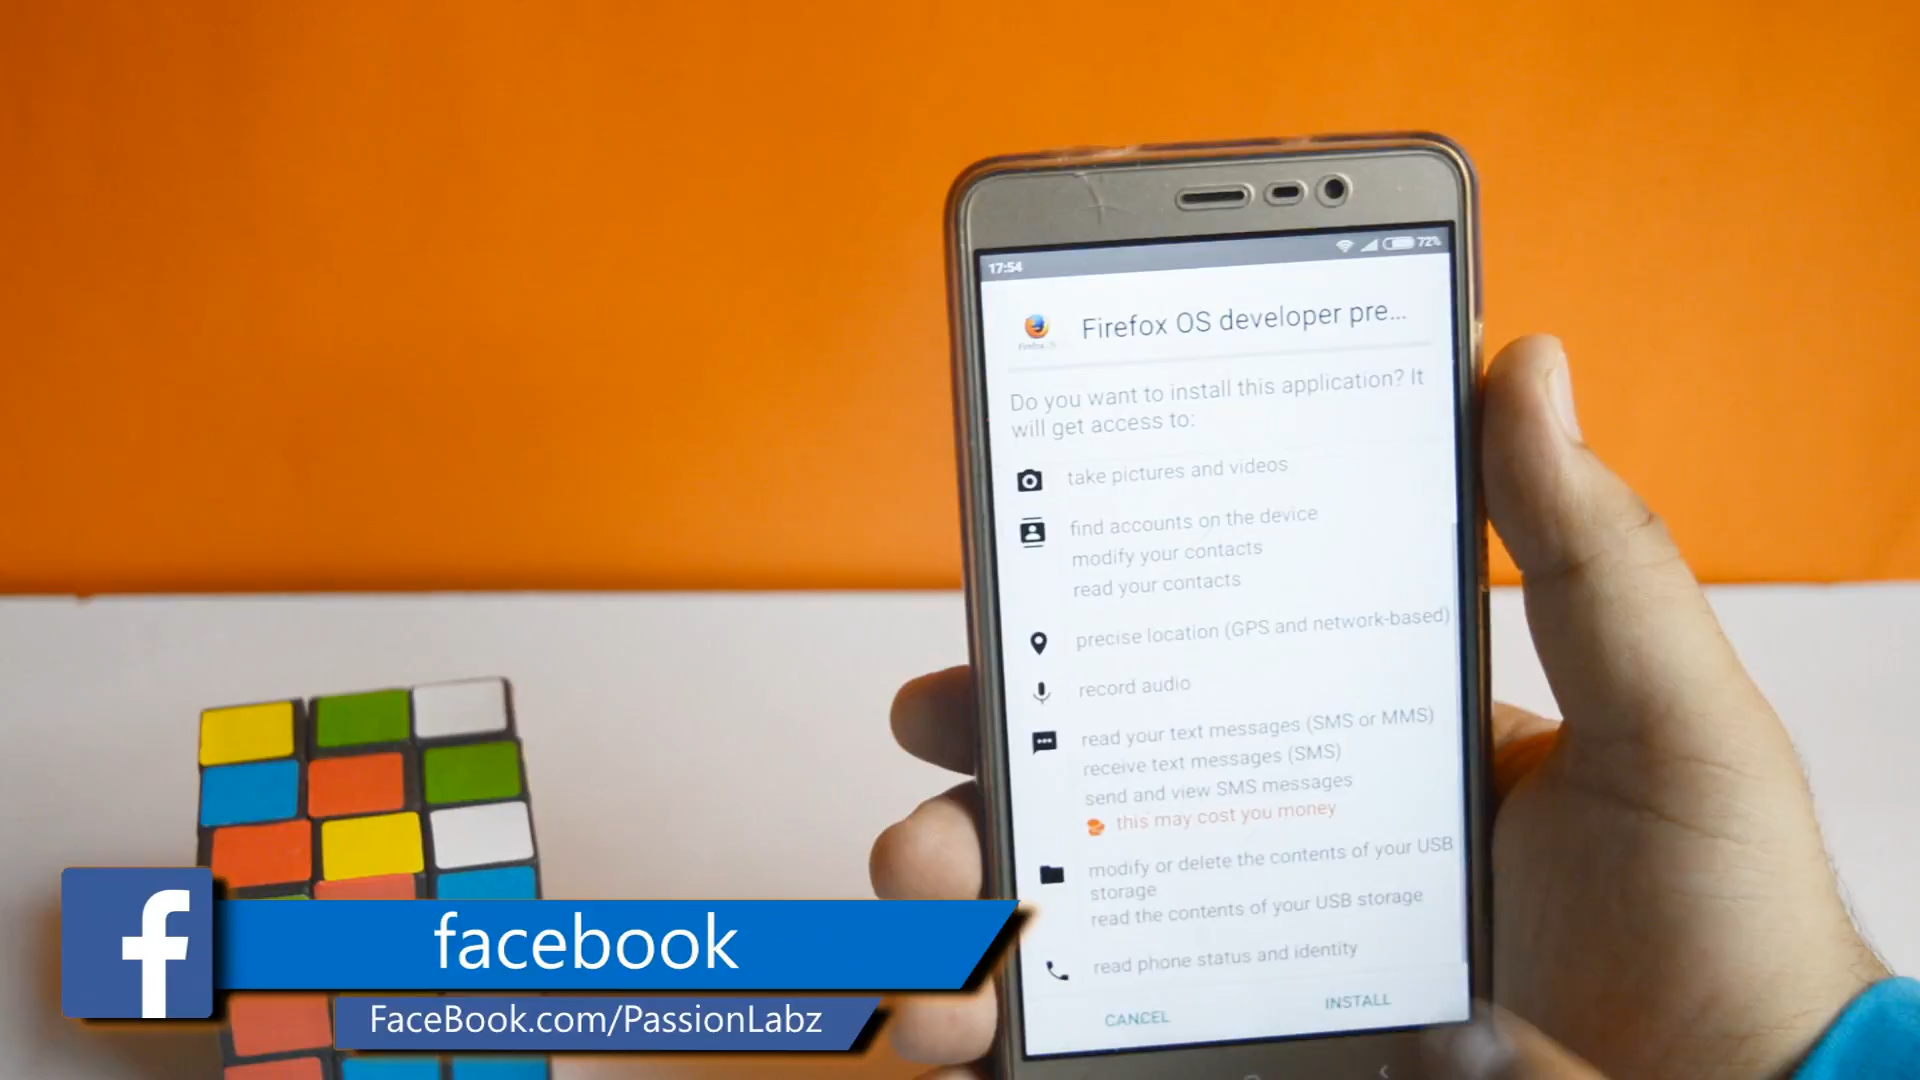 17:54
72%
Firefox OS developer pre...
Do you want to install this application? It
will get access to:
take pictures and videos
find accounts on the device
modify your contacts
read your contacts
precise location (GPS and network-based)
record audio
read your text messages (SMS or MMS)
receive text messages (SMS)
send and view SMS messages
this may cost you money
modify or delete the contents of your USB
storage
read the contents of your USB storage
read phone status and identity
CANCEL
INSTALL
f
facebook
FaceBook.com/PassionLabz